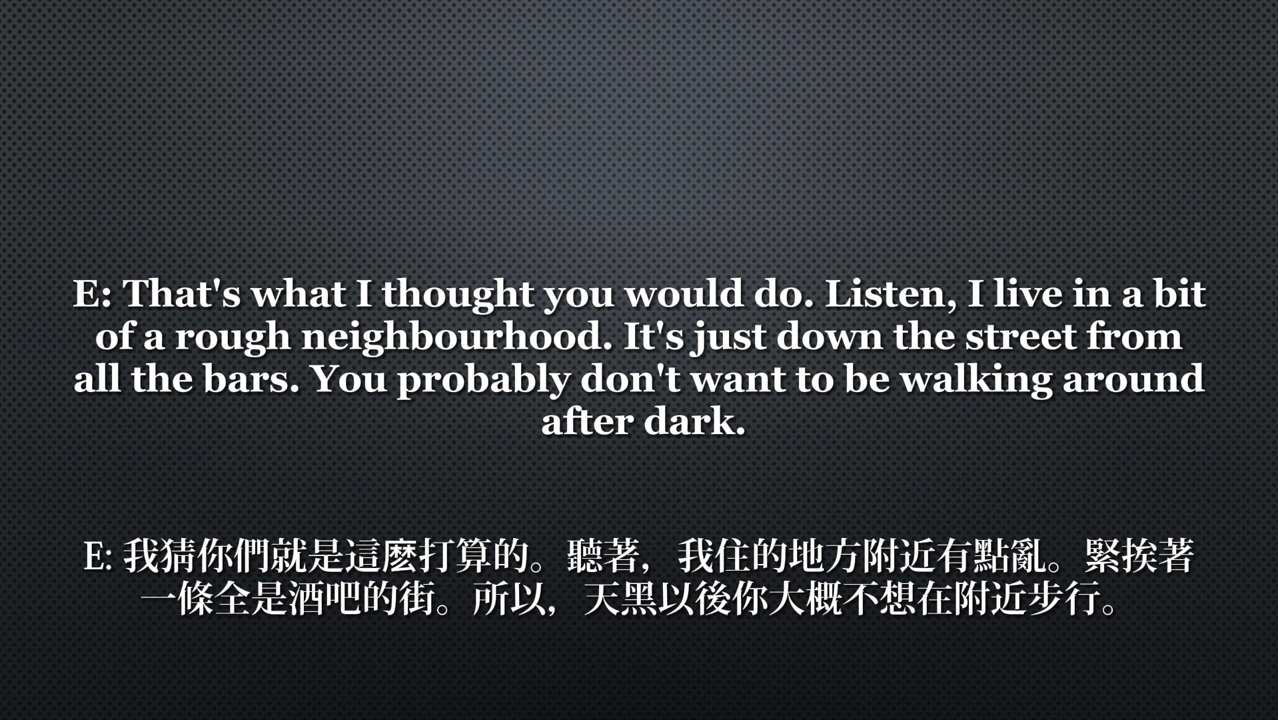 E: That's what I thought you would do. Listen, I live in a bit
of a rough neighbourhood. It's just down the street from
all the bars. You probably don't want to be walking around
after dark.
E: 我猜你們就是這麽打算的。聽著，我住的地方附近有點亂。緊挨著
一條全是酒吧的街。所以，天黑以後你大概不想在附近步行。